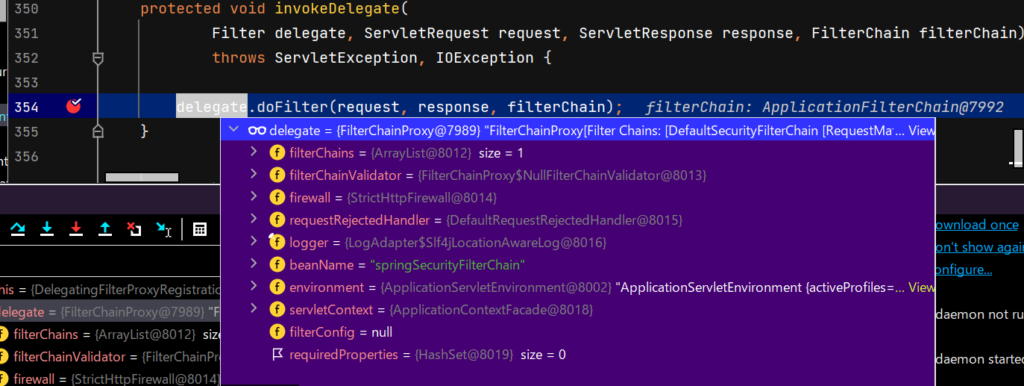 350 protected void invokeDelegate(
351 Filter delegate, ServletRequest request, ServletResponse response, FilterChain filterChain)
352 throws ServletException, IOException {
353
354 delegate.doFilter(request, response, filterChain); filterChain: ApplicationFilterChain@7992
355 }
356
delegate = {FilterChainProxy@7989} "FilterChainProxy[Filter Chains: [DefaultSecurityFilterChain [RequestMa... View
filterChains = {ArrayList@8012} size = 1
filterChainValidator = {FilterChainProxy$NullFilterChainValidator@8013}
firewall = {StrictHttpFirewall@8014}
requestRejectedHandler = {DefaultRequestRejectedHandler@8015}
logger = {LogAdapter$Slf4jLocationAwareLog@8016}
beanName = "springSecurityFilterChain"
environment = {ApplicationServletEnvironment@8002} "ApplicationServletEnvironment {activeProfiles=... View
servletContext = {ApplicationContextFacade@8018}
filterConfig = null
requiredProperties = {HashSet@8019} size = 0
his = {DelegatingFilterProxyRegistratio
delegate = {FilterChainProxy@7989} "F
filterChains = {ArrayList@8012} siz
filterChainValidator = {FilterChainPr
firewall = {StrictHttpFirewall@8014}
ownload once
on't show again
onfigure...
daemon not ru
daemon started